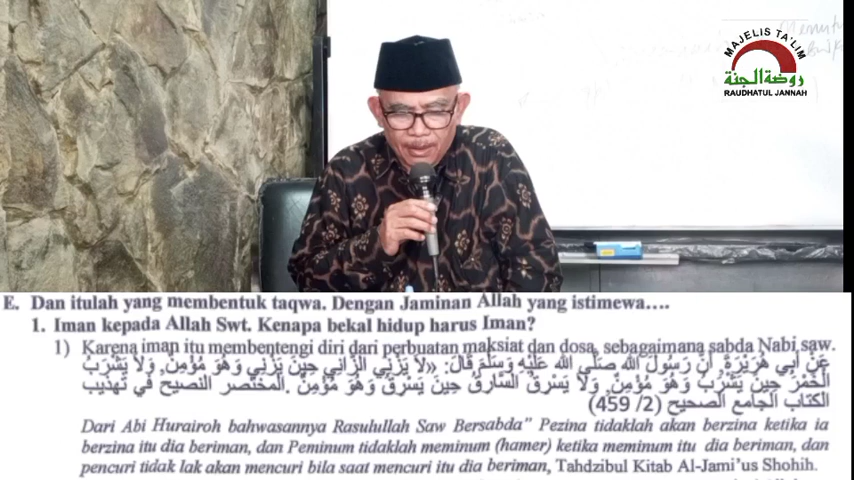 Menutu
MAJELIS TA'LIM
روضة الجنة
RAUDHATUL JANNAH
E. Dan itulah yang membentuk taqwa. Dengan Jaminan Allah yang istimewa....
1. Iman kepada Allah Swt. Kenapa bekal hidup harus Iman?
1) Karena iman itu membentengi diri dari perbuatan maksiat dan dosa, sebagaimana sabda Nabi saw.
عَنْ أَبِي هُرَيْرَةَ, أَنَّ رَسُولَ اللَّهِ صَلَّى اللَّهُ عَلَيْهِ وَسَلَّمَ قَالَ: «لَا يَزْنِي الزَّانِي حِينَ يَزْنِي وَهُوَ مُؤْمِنٌ, وَلَا يَشْرَبُ
الْخَمْرَ حِينَ يَشْرَبُ وَهُوَ مُؤْمِنٌ, وَلَا يَسْرِقُ السَّارِقُ حِينَ يَسْرِقُ وَهُوَ مُؤْمِنٌ .المختصر النصيح في تهذيب
الكتاب الجامع الصحيح (2/ 459)
Dari Abi Hurairoh bahwasannya Rasulullah Saw Bersabda" Pezina tidaklah akan berzina ketika ia
berzina itu dia beriman, dan Peminum tidaklah meminum (hamer) ketika meminum itu dia beriman, dan
pencuri tidak lak akan mencuri bila saat mencuri itu dia beriman, Tahdzibul Kitab Al-Jami'us Shohih.